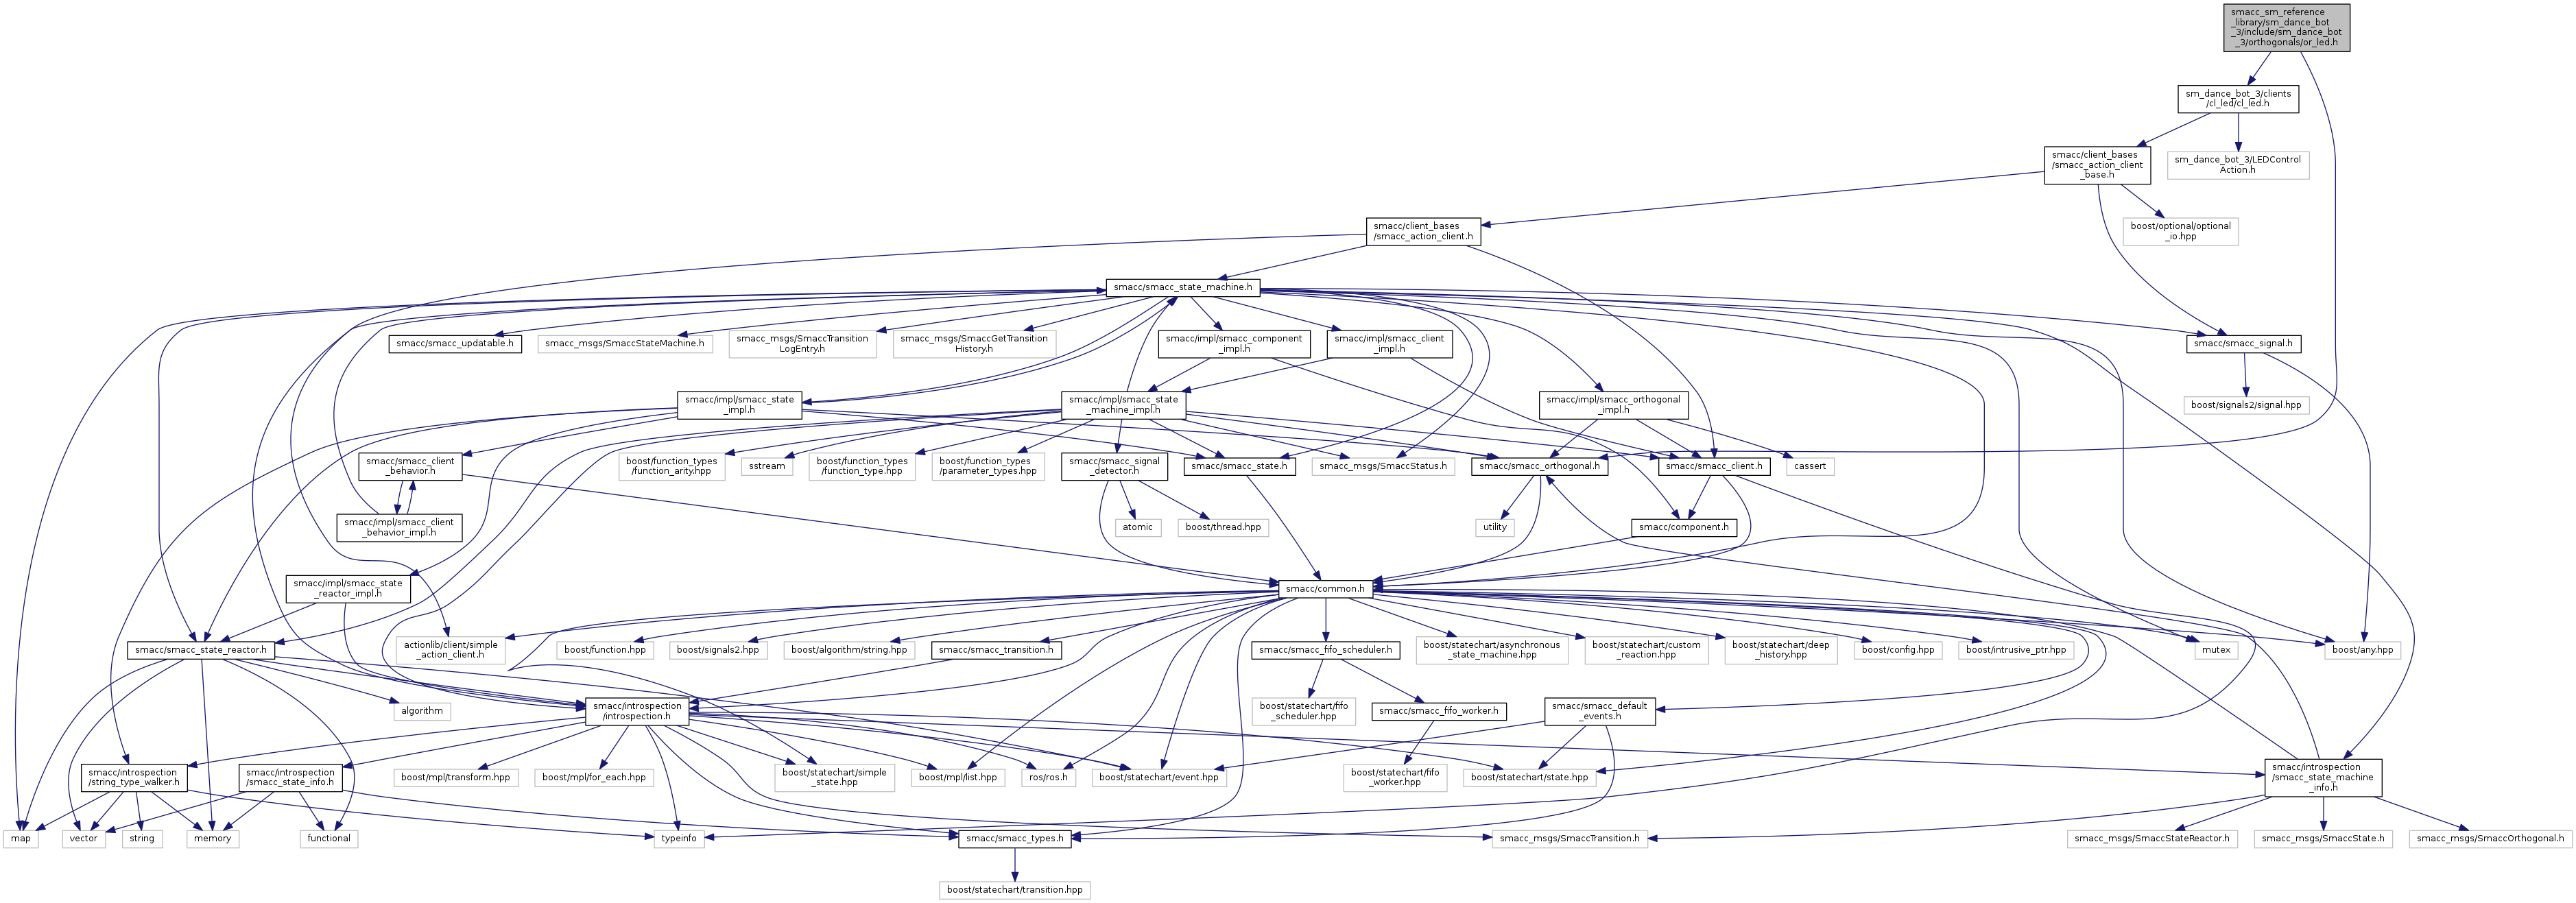 smacc_sm_reference
_library/sm_dance_bot
_3/include/sm_dance_bot
_3/orthogonals/or_led.h
sm_dance_bot_3/clients
/cl_led/cl_led.h
smacc/client_bases
/smacc_action_client
_base.h
sm_dance_bot_3/LEDControl
Action.h
smacc/client_bases
/smacc_action_client.h
boost/optional/optional
_io.hpp
smacc/smacc_state_machine.h
smacc/smacc_updatable.h
smacc_msgs/SmaccStateMachine.h
smacc_msgs/SmaccTransition
LogEntry.h
smacc_msgs/SmaccGetTransition
History.h
smacc/impl/smacc_component
_impl.h
smacc/impl/smacc_client
_impl.h
smacc/smacc_signal.h
smacc/impl/smacc_state
_impl.h
smacc/impl/smacc_state
_machine_impl.h
smacc/impl/smacc_orthogonal
_impl.h
boost/signals2/signal.hpp
smacc/smacc_client
_behavior.h
boost/function_types
/function_arity.hpp
sstream
boost/function_types
/function_type.hpp
boost/function_types
/parameter_types.hpp
smacc/smacc_signal
_detector.h
smacc/smacc_state.h
smacc_msgs/SmaccStatus.h
smacc/smacc_orthogonal.h
smacc/smacc_client.h
cassert
smacc/impl/smacc_client
_behavior_impl.h
atomic
boost/thread.hpp
utility
smacc/component.h
smacc/impl/smacc_state
_reactor_impl.h
smacc/common.h
smacc/smacc_state_reactor.h
actionlib/client/simple
_action_client.h
boost/function.hpp
boost/signals2.hpp
boost/algorithm/string.hpp
smacc/smacc_transition.h
smacc/smacc_fifo_scheduler.h
boost/statechart/asynchronous
_state_machine.hpp
boost/statechart/custom
_reaction.hpp
boost/statechart/deep
_history.hpp
boost/config.hpp
boost/intrusive_ptr.hpp
mutex
boost/any.hpp
algorithm
smacc/introspection
/introspection.h
boost/statechart/fifo
_scheduler.hpp
smacc/smacc_fifo_worker.h
smacc/smacc_default
_events.h
smacc/introspection
/string_type_walker.h
smacc/introspection
/smacc_state_info.h
boost/mpl/transform.hpp
boost/mpl/for_each.hpp
boost/statechart/simple
_state.hpp
boost/mpl/list.hpp
ros/ros.h
boost/statechart/event.hpp
boost/statechart/fifo
_worker.hpp
boost/statechart/state.hpp
smacc/introspection
/smacc_state_machine
_info.h
map
vector
string
memory
functional
typeinfo
smacc/smacc_types.h
smacc_msgs/SmaccTransition.h
smacc_msgs/SmaccStateReactor.h
smacc_msgs/SmaccState.h
smacc_msgs/SmaccOrthogonal.h
boost/statechart/transition.hpp